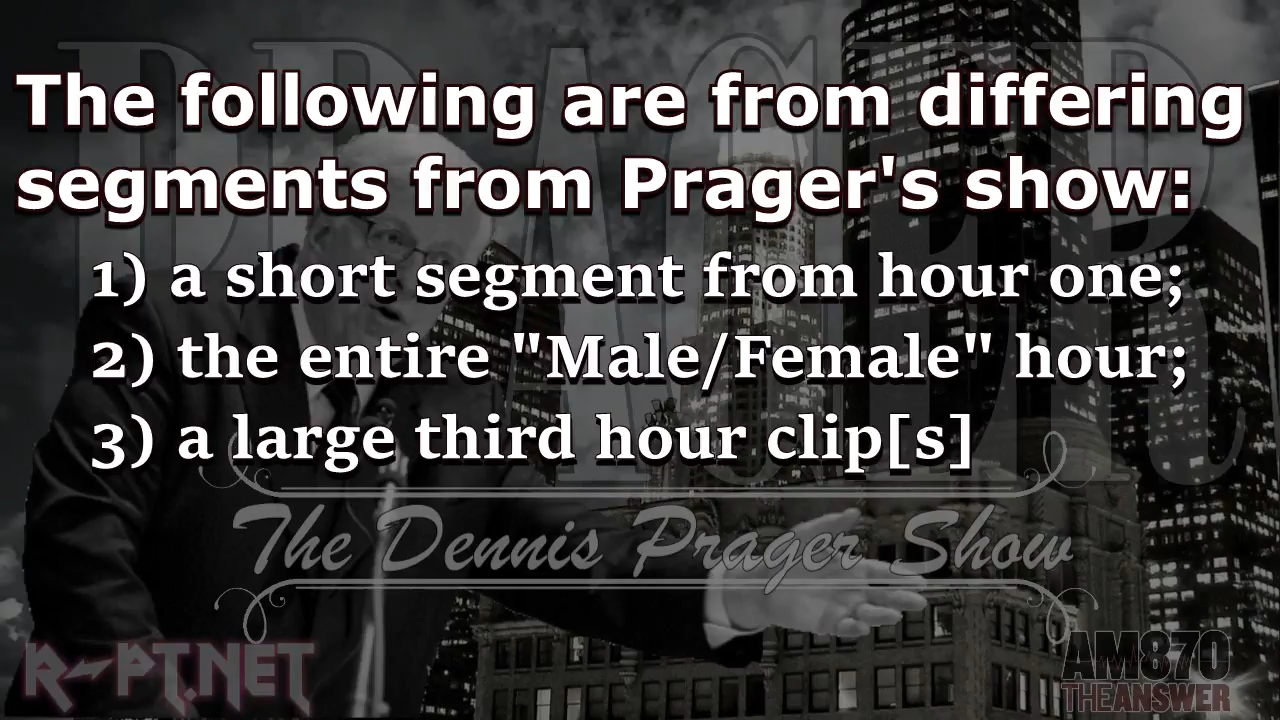 PRAGER
The following are from differing
segments from Prager's show:
1) a short segment from hour one;
2) the entire "Male/Female" hour;
3) a large third hour clip[s]
The Dennis Prager Show
R-PT.NET
AM870
THEANSWER